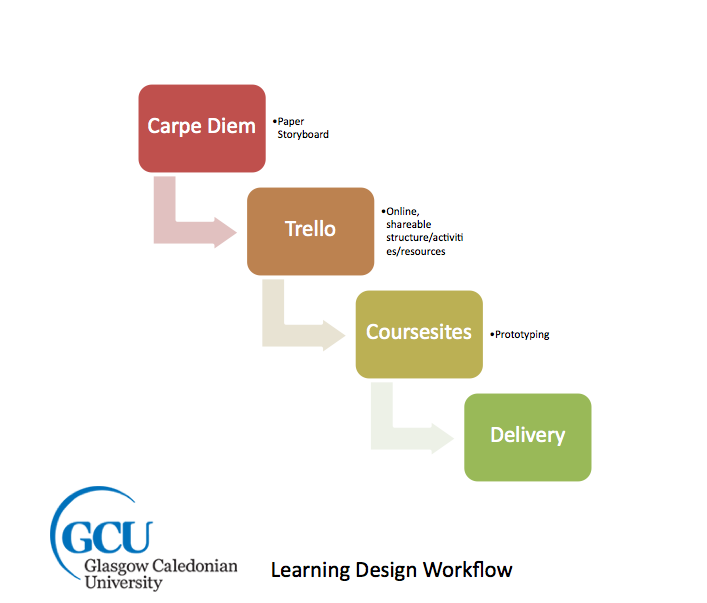 Carpe Diem
•Paper
Storyboard
Trello
•Online,
shareable
structure/activiti
es/resources
Coursesites
•Prototyping
Delivery
GCU
Glasgow Caledonian
University
Learning Design Workflow